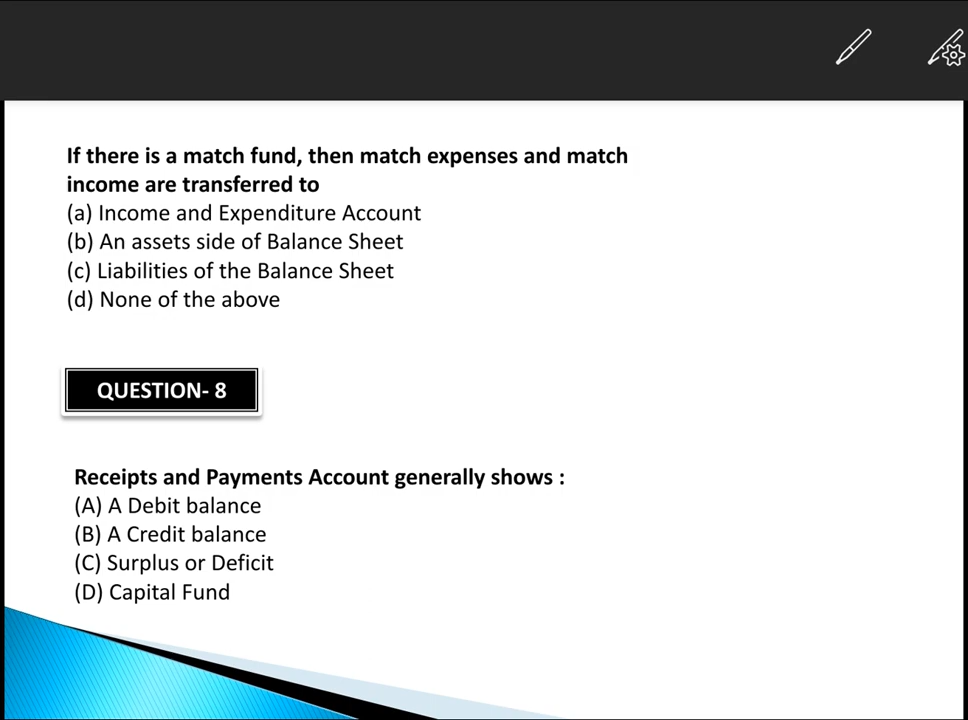 If there is a match fund, then match expenses and match
income are transferred to
(a) Income and Expenditure Account
(b) An assets side of Balance Sheet
(c) Liabilities of the Balance Sheet
(d) None of the above
QUESTION- 8
Receipts and Payments Account generally shows :
(A) A Debit balance
(B) A Credit balance
(C) Surplus or Deficit
(D) Capital Fund